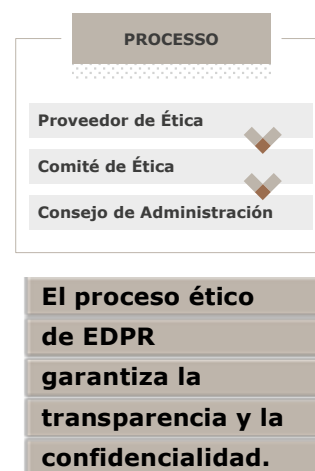 PROCESSO
Proveedor de Ética
Comité de Ética
Consejo de Administración
El proceso ético
de EDPR
garantiza la
transparencia y la
confidencialidad.